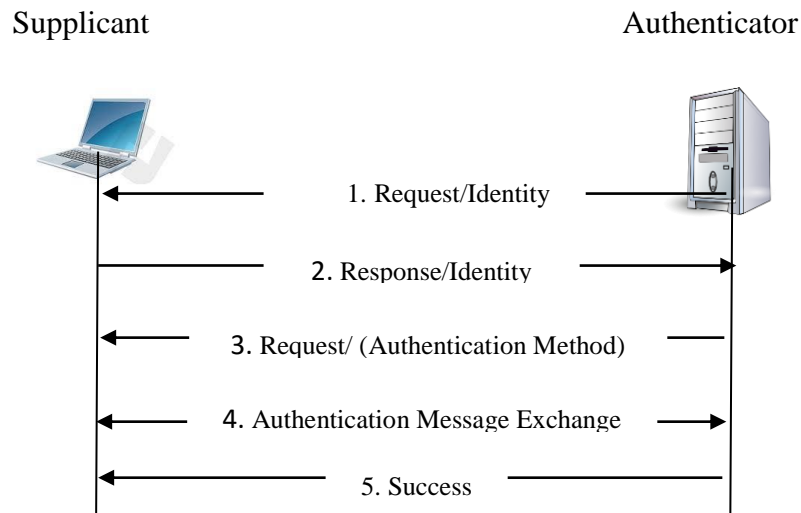 Supplicant
Authenticator
1. Request/Identity
2. Response/Identity
3. Request/ (Authentication Method)
4. Authentication Message Exchange
5. Success